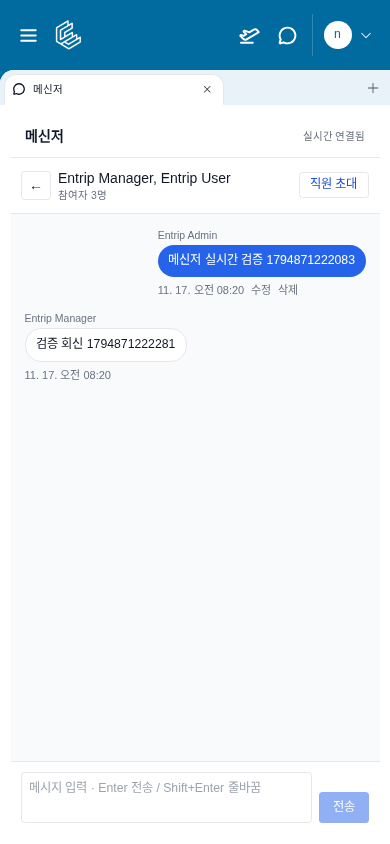 n
메신저
메신저
실시간 연결됨
←
Entrip Manager, Entrip User
참여자 3명
직원 초대
Entrip Admin
메신저 실시간 검증 1794871222083
11. 17. 오전 08:20 수정 삭제
Entrip Manager
검증 회신 1794871222281
11. 17. 오전 08:20
메시지 입력 · Enter 전송 / Shift+Enter 줄바꿈
전송